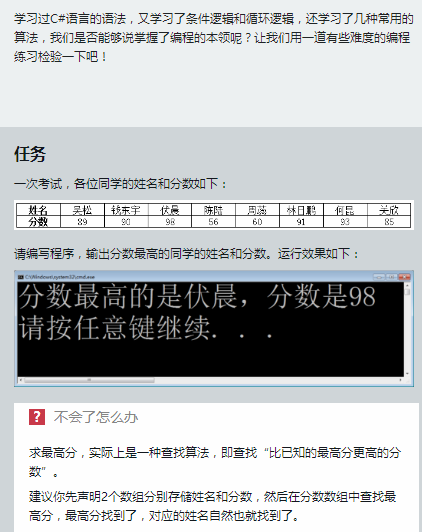 学习过C#语言的语法，又学习了条件逻辑和循环逻辑，还学习了几种常用的
算法，我们是否能够说掌握了编程的本领呢？让我们用一道有些难度的编程
练习检验一下吧！
任务
一次考试，各位同学的姓名和分数如下：
姓名 吴松 钱东宇 伏晨 陈陆 周蕊 林日鹏 何昆 关欣
分数 89 90 98 56 60 91 93 85
请编写程序，输出分数最高的同学的姓名和分数。运行效果如下：
C:\Windows\system32\cmd.exe
分数最高的是伏晨，分数是98
请按任意键继续. . .
? 不会了怎么办
求最高分，实际上是一种查找算法，即查找“比已知的最高分更高的分
数”。
建议你先声明2个数组分别存储姓名和分数，然后在分数数组中查找最
高分，最高分找到了，对应的姓名自然也就找到了。